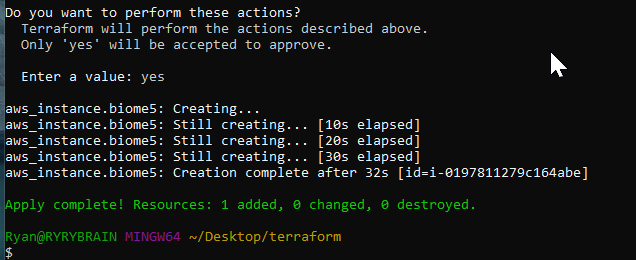 Do you want to perform these actions?
  Terraform will perform the actions described above.
  Only 'yes' will be accepted to approve.

  Enter a value: yes

aws_instance.biome5: Creating...
aws_instance.biome5: Still creating... [10s elapsed]
aws_instance.biome5: Still creating... [20s elapsed]
aws_instance.biome5: Still creating... [30s elapsed]
aws_instance.biome5: Creation complete after 32s [id=i-0197811279c164abe]

Apply complete! Resources: 1 added, 0 changed, 0 destroyed.

Ryan@RYRYBRAIN MINGW64 ~/Desktop/terraform
$